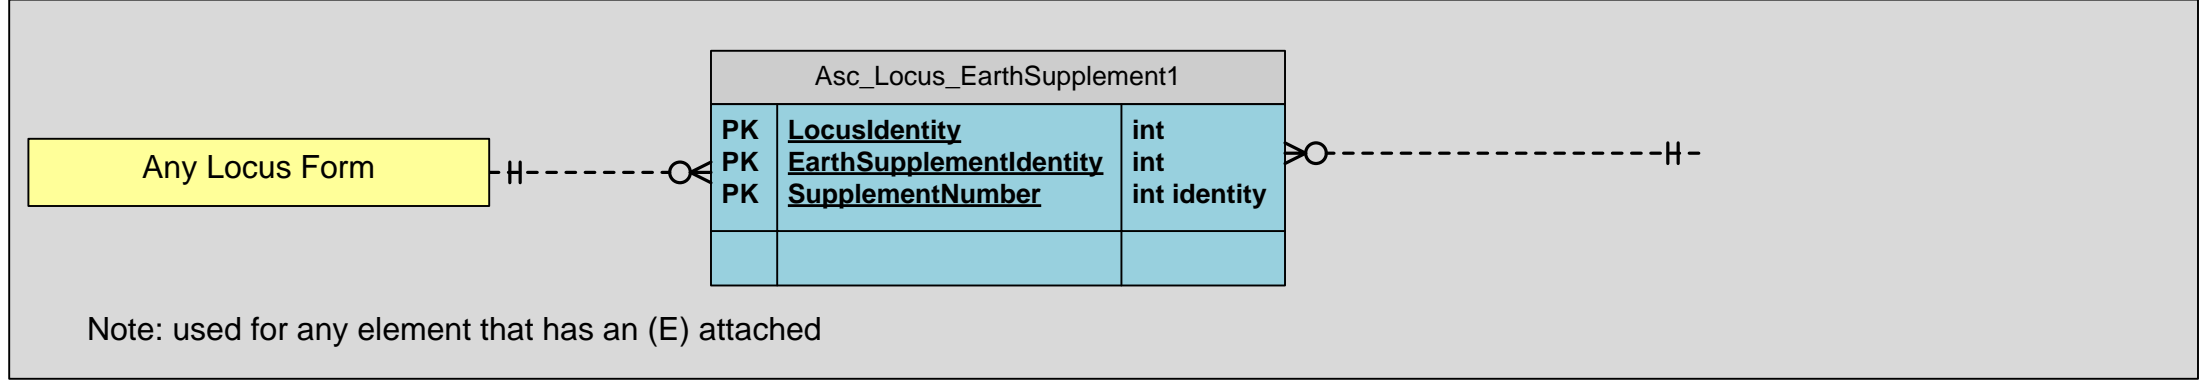 Asc_Locus_EarthSupplement1
Any Locus Form
PK LocusIdentity int
PK EarthSupplementIdentity int
PK SupplementNumber int identity
Note: used for any element that has an (E) attached